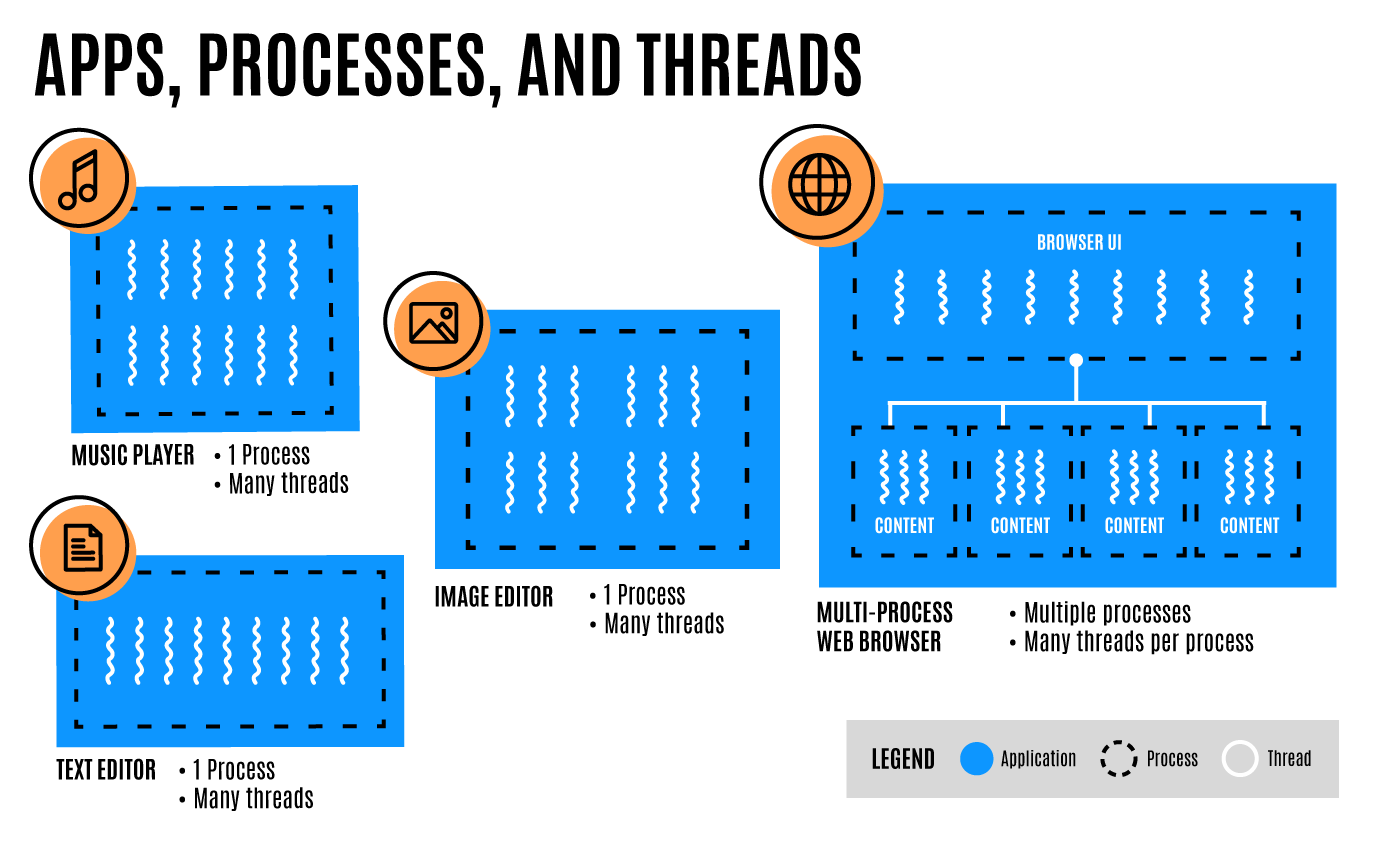 APPS, PROCESSES, AND THREADS
MUSIC PLAYER
• 1 Process
• Many threads
TEXT EDITOR
• 1 Process
• Many threads
IMAGE EDITOR
• 1 Process
• Many threads
BROWSER UI
CONTENT CONTENT CONTENT CONTENT
MULTI-PROCESS
WEB BROWSER
• Multiple processes
• Many threads per process
LEGEND Application Process Thread